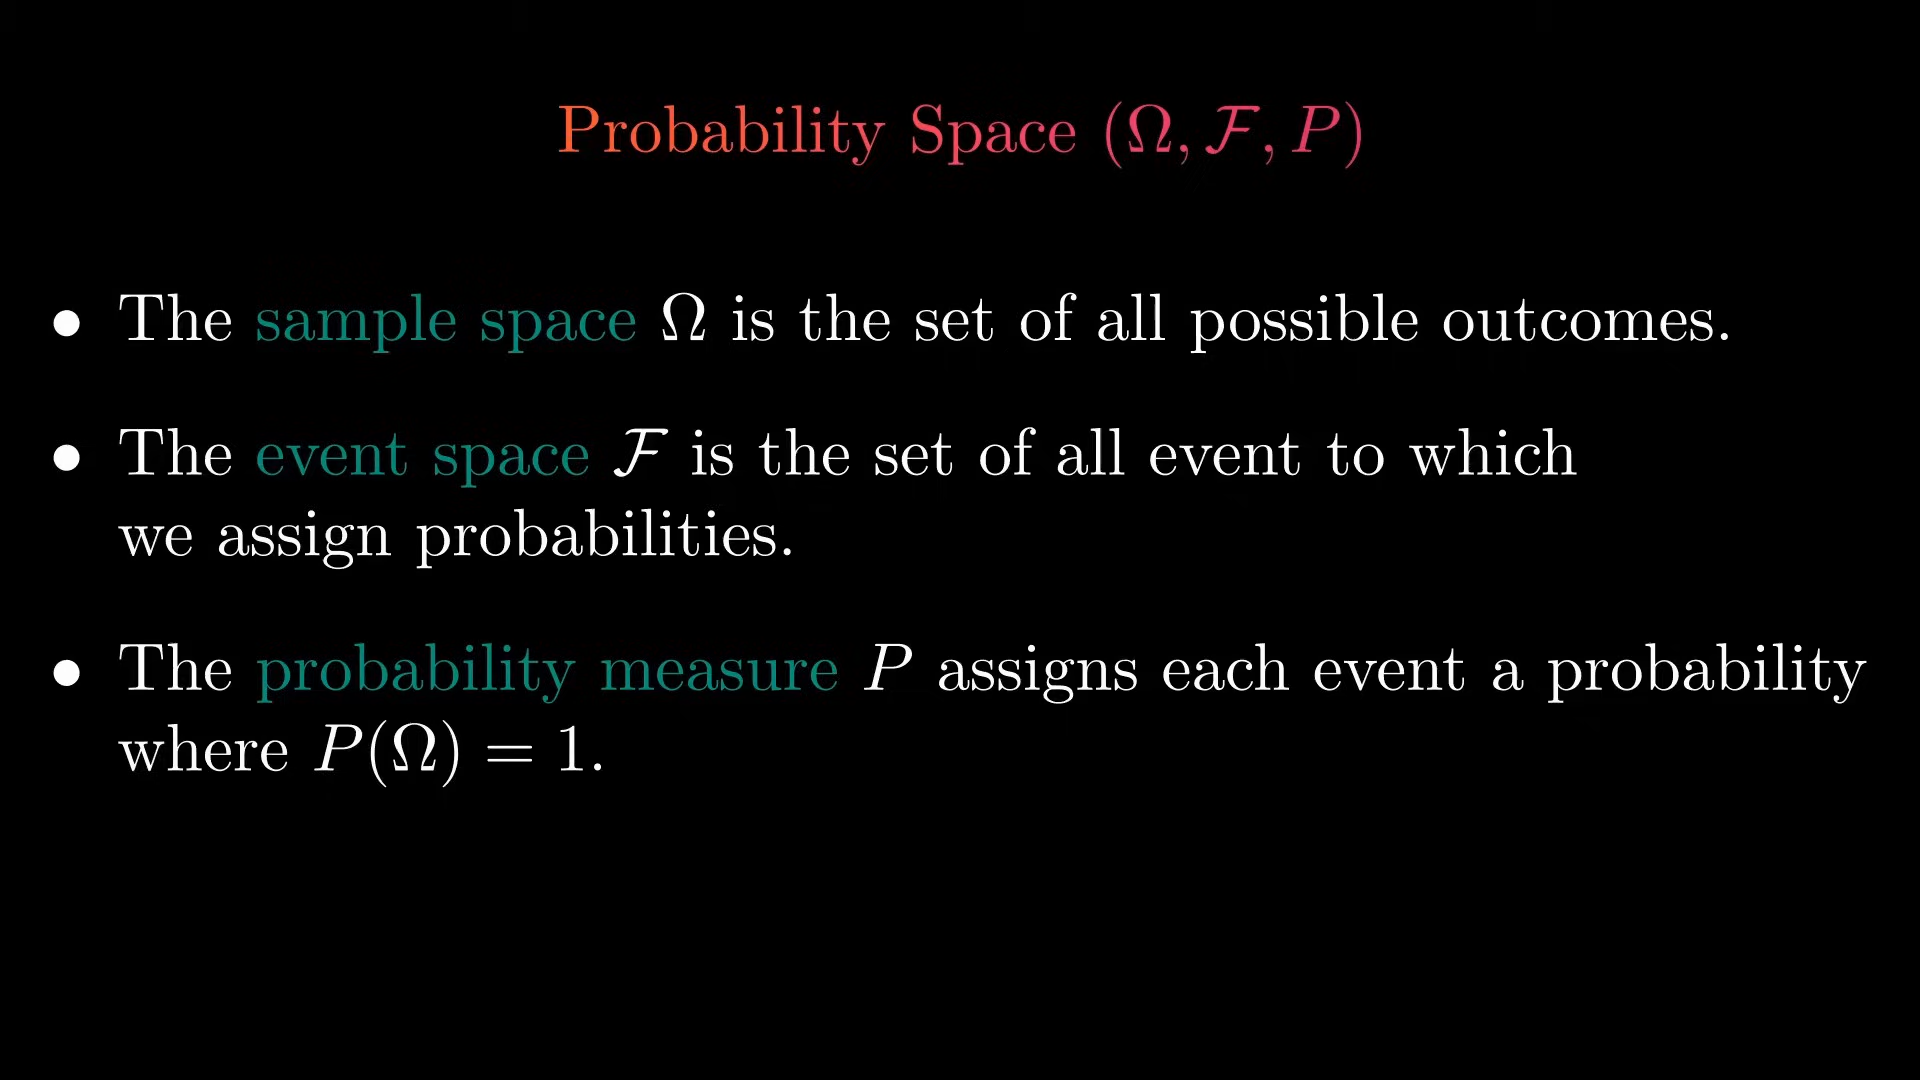 Probability Space (Ω, ℱ, P)
• The sample space Ω is the set of all possible outcomes.
• The event space ℱ is the set of all event to which
we assign probabilities.
• The probability measure P assigns each event a probability
where P(Ω) = 1.